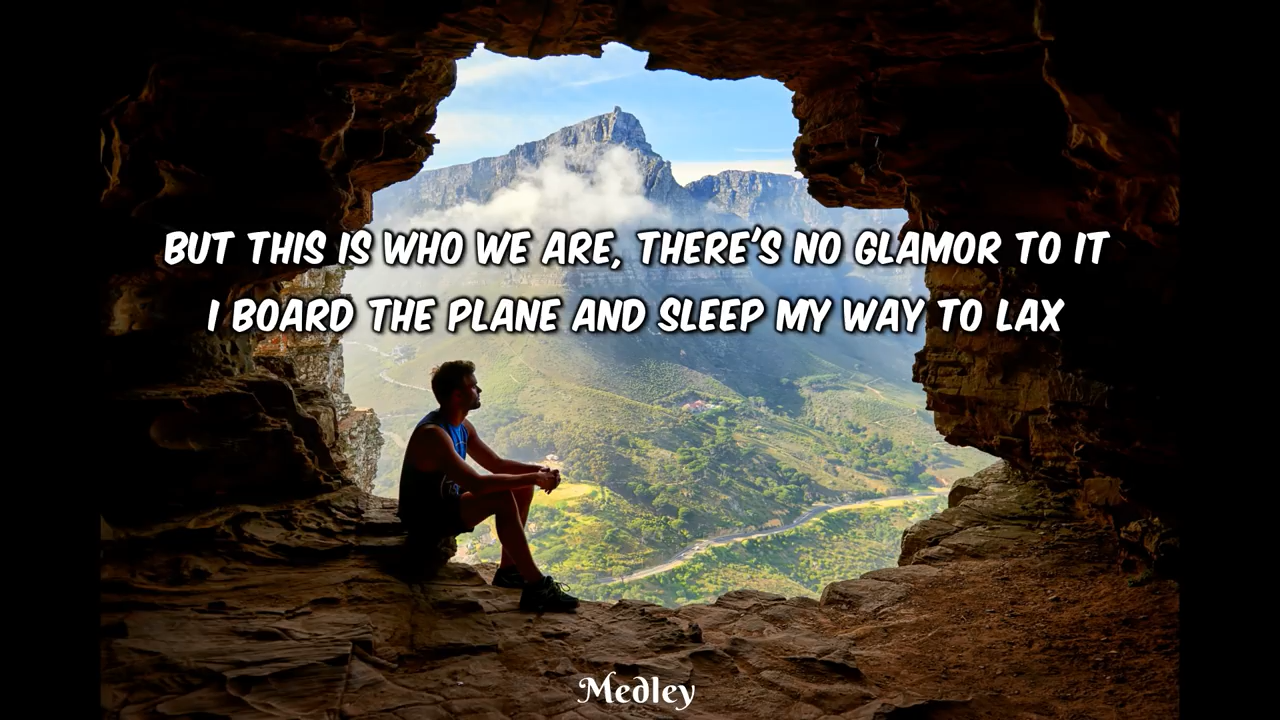 BUT THIS IS WHO WE ARE, THERE'S NO GLAMOR TO IT
I BOARD THE PLANE AND SLEEP MY WAY TO LAX
Medley